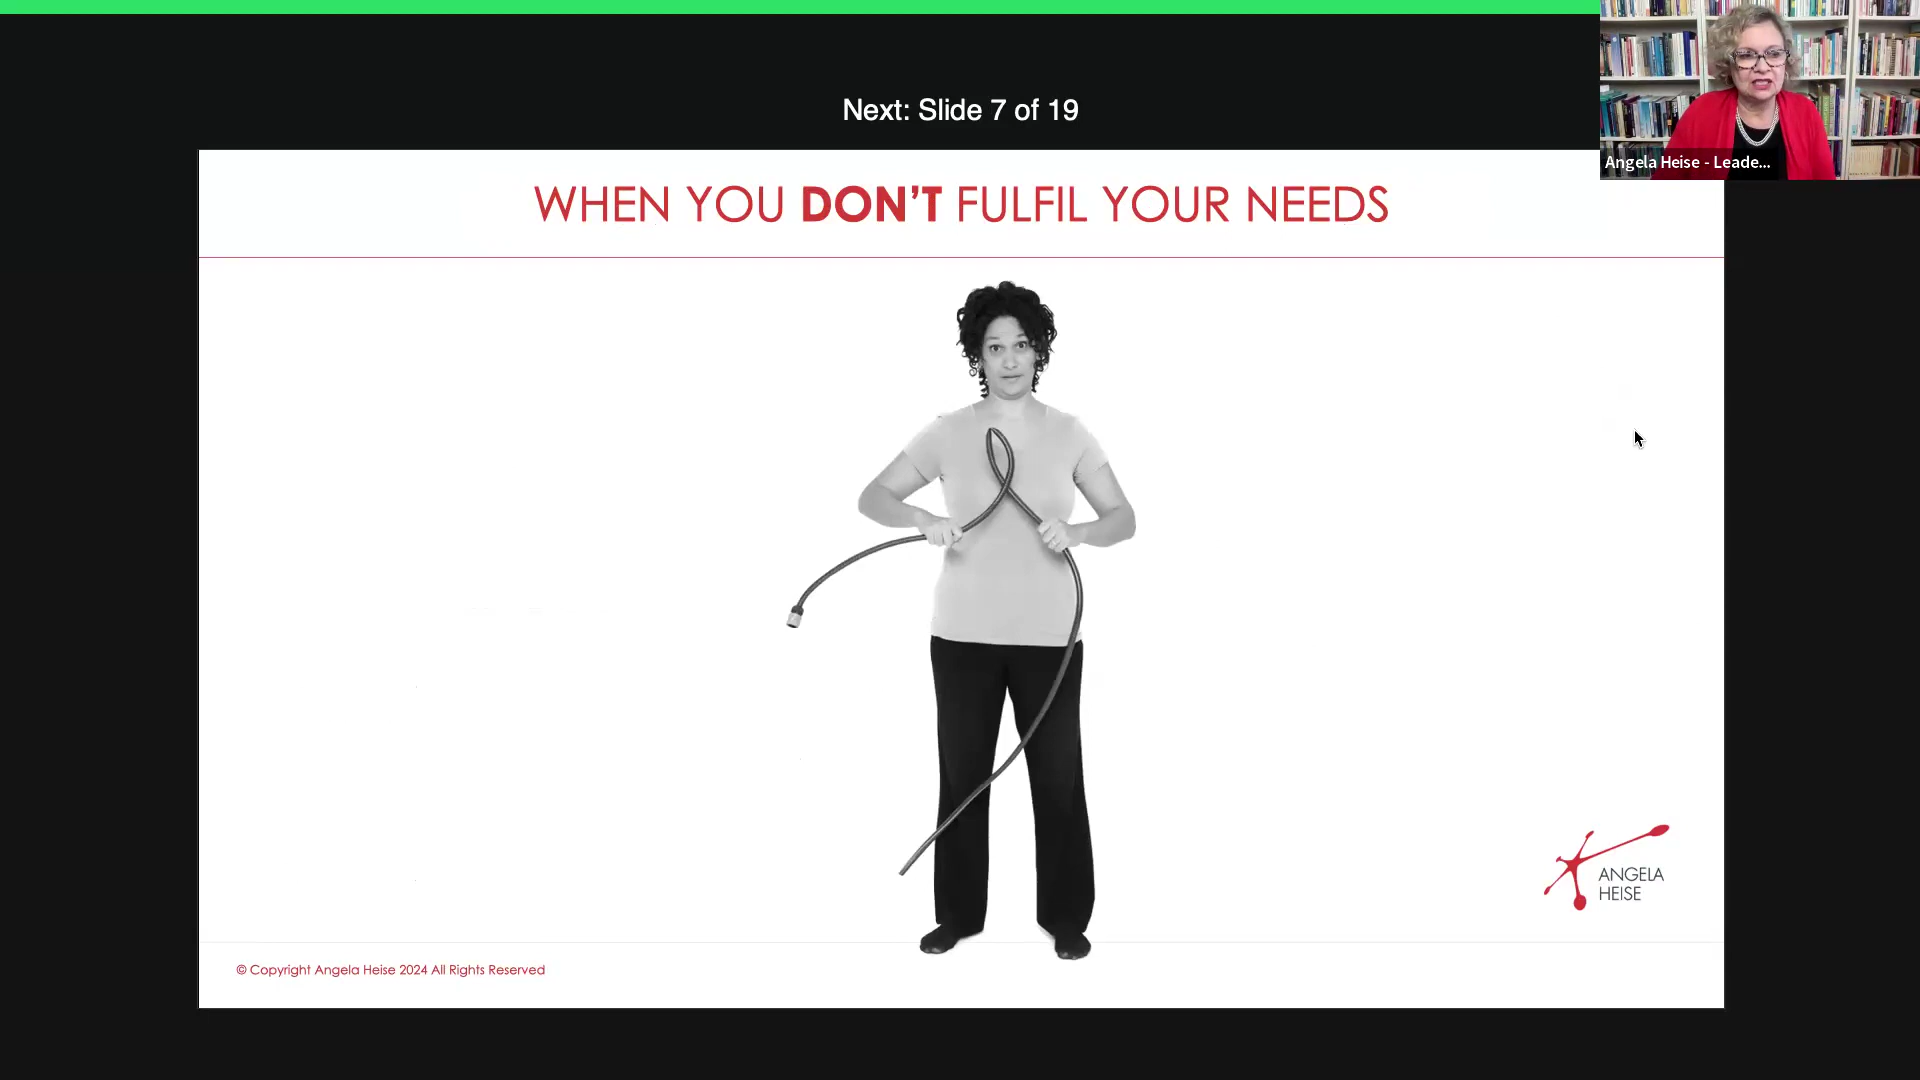 Next: Slide 7 of 19
Angela Heise - Leade...
WHEN YOU DON'T FULFIL YOUR NEEDS
ANGELA
HEISE
© Copyright Angela Heise 2024 All Rights Reserved